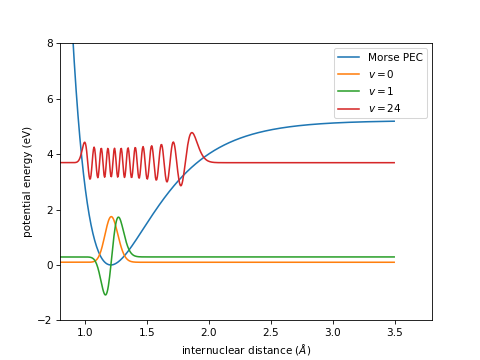 8
6
4
2
0
−2
potential energy (eV)
Morse PEC
v = 0
v = 1
v = 24
1.0 1.5 2.0 2.5 3.0 3.5
internuclear distance (Å)